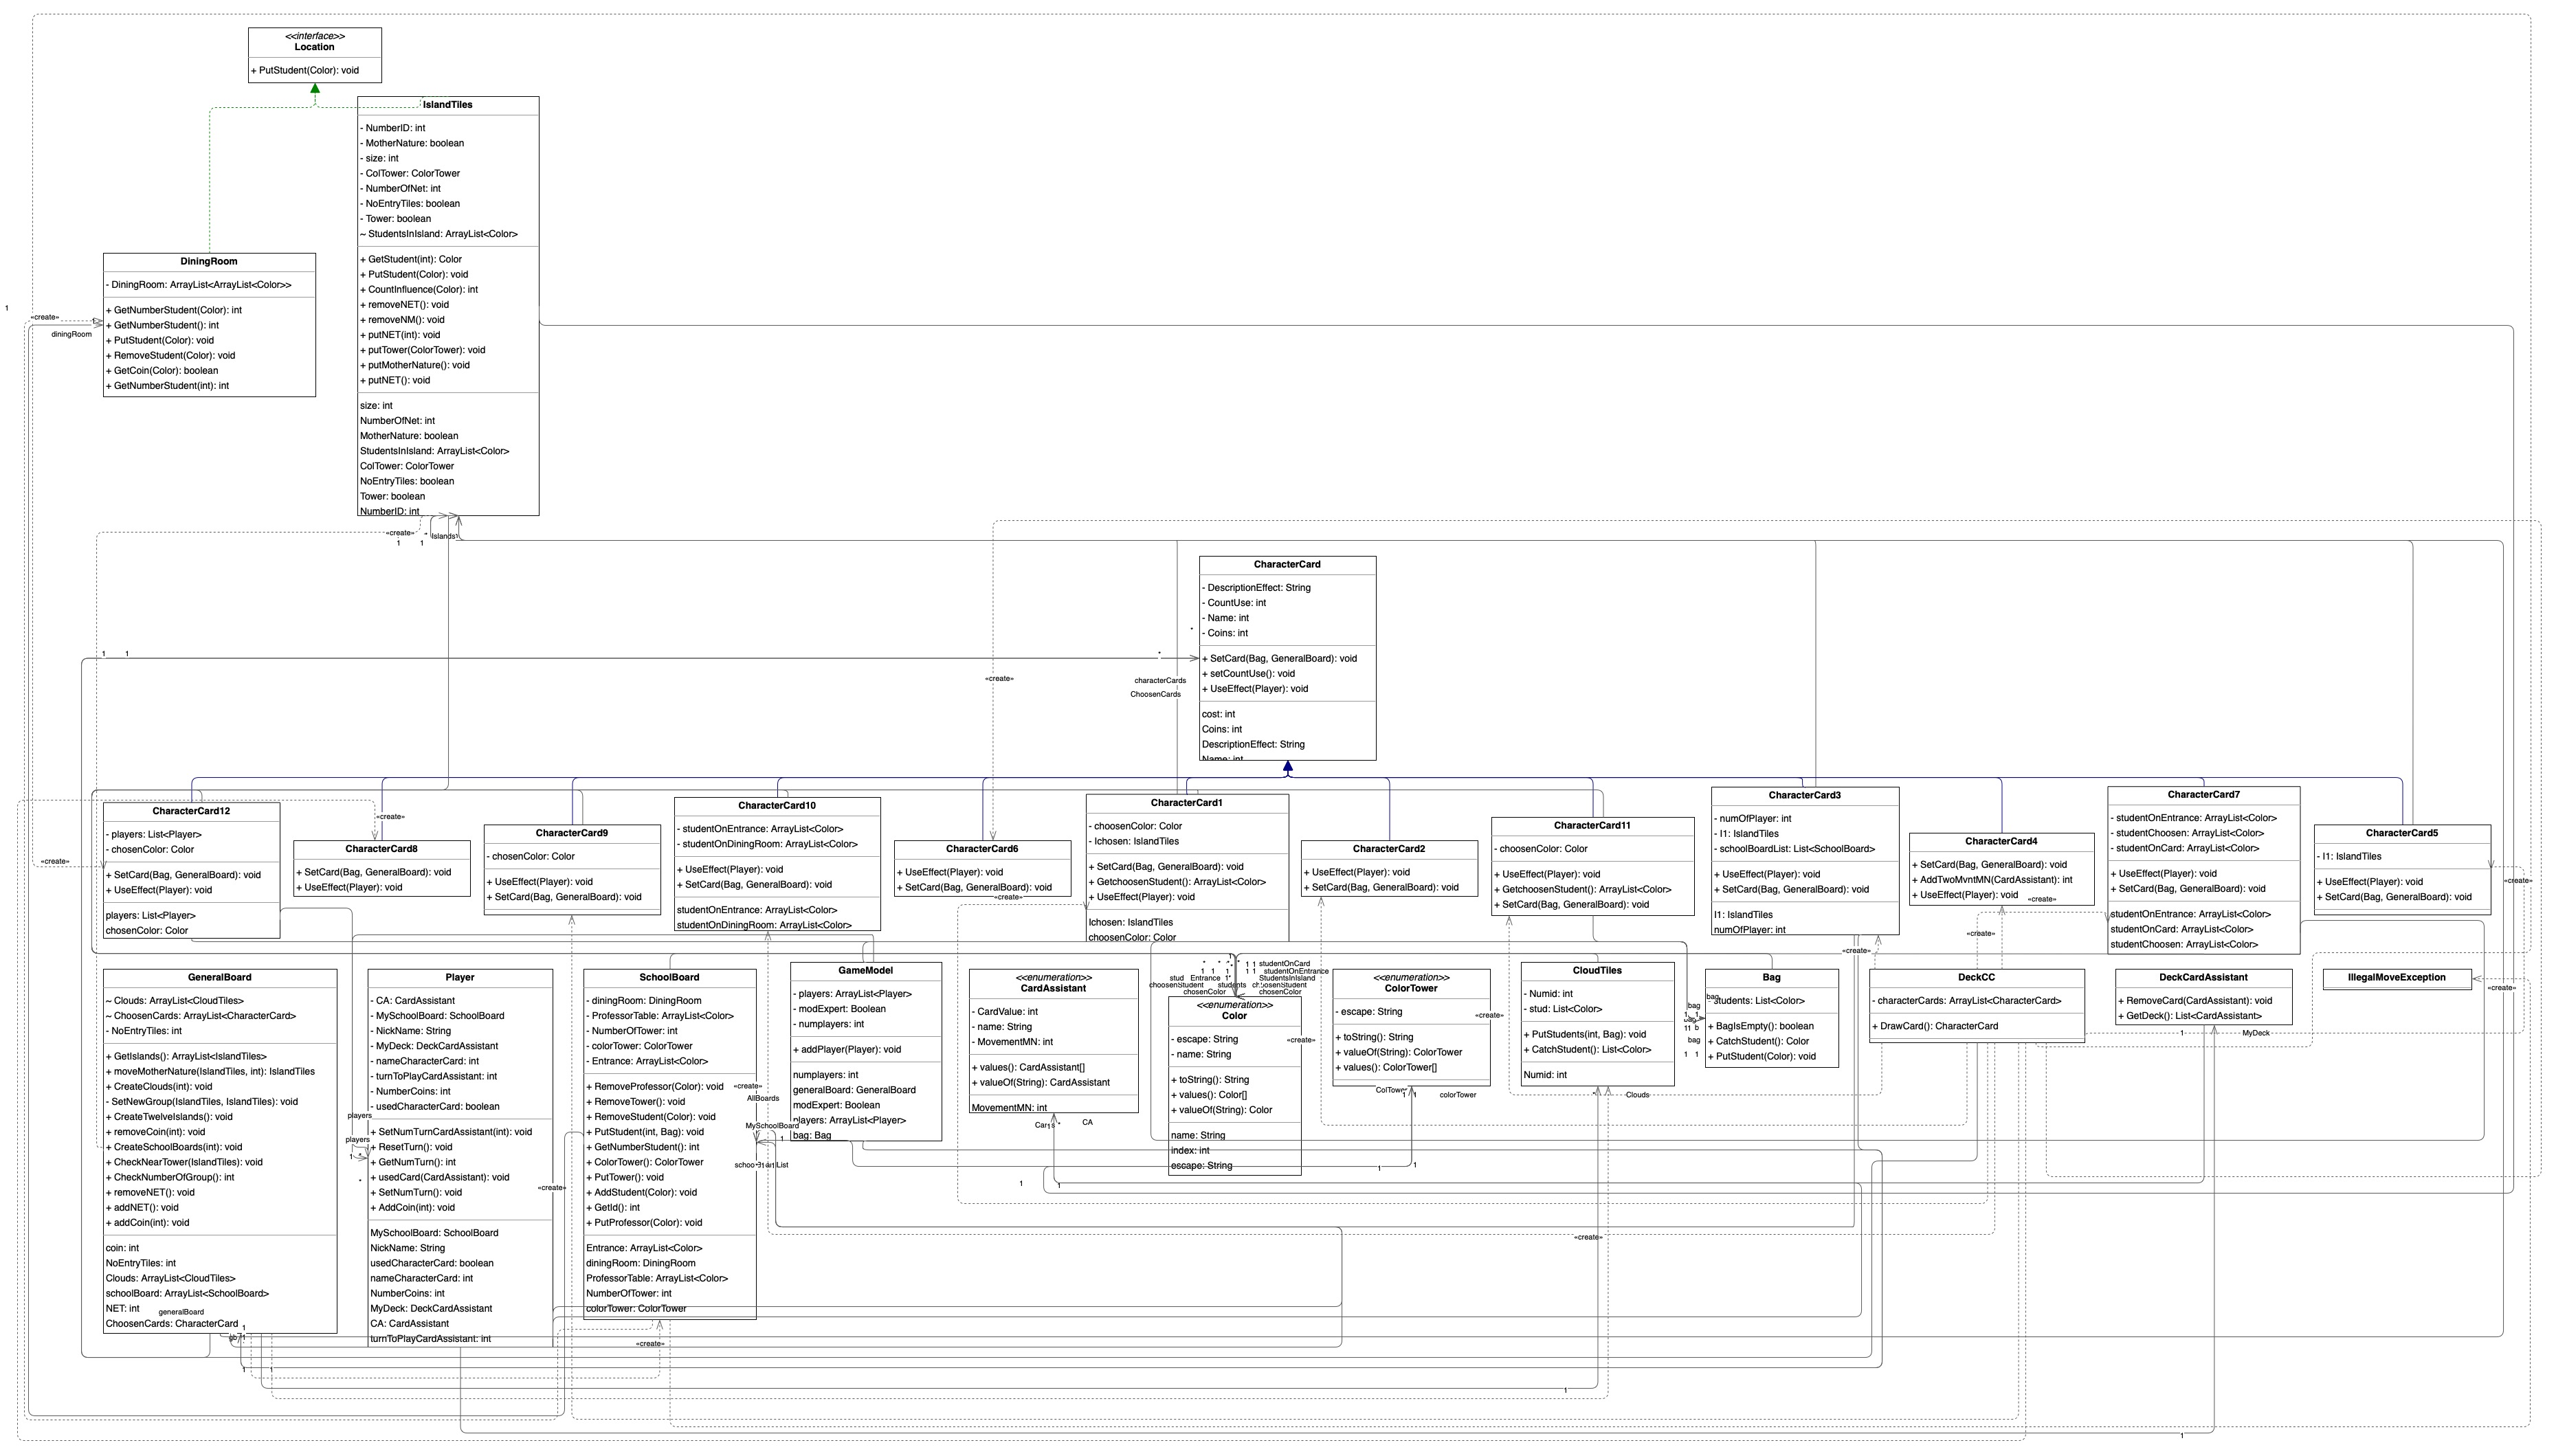 <<interface>>
Location
+ PutStudent(Color): void
IslandTiles
- NumberID: int
- MotherNature: boolean
- size: int
- ColTower: ColorTower
- NumberOfNet: int
- NoEntryTiles: boolean
- Tower: boolean
~ StudentsInIsland: ArrayList<Color>
+ GetStudent(int): Color
+ PutStudent(Color): void
+ CountInfluence(Color): int
+ removeNET(): void
+ removeNM(): void
+ putNET(int): void
+ putTower(ColorTower): void
+ putMotherNature(): void
+ putNET(): void
size: int
NumberOfNet: int
MotherNature: boolean
StudentsInIsland: ArrayList<Color>
ColTower: ColorTower
NoEntryTiles: boolean
Tower: boolean
NumberID: int
DiningRoom
- DiningRoom: ArrayList<ArrayList<Color>>
+ GetNumberStudent(Color): int
+ GetNumberStudent(): int
+ PutStudent(Color): void
+ RemoveStudent(Color): void
+ GetCoin(Color): boolean
+ GetNumberStudent(int): int
1
«create»
diningRoom
«create»
1
1
*
Islands
CharacterCard
- DescriptionEffect: String
- CountUse: int
- Name: int
- Coins: int
+ SetCard(Bag, GeneralBoard): void
+ setCountUse(): void
+ UseEffect(Player): void
cost: int
Coins: int
DescriptionEffect: String
Name: int
1
1
*
*
characterCards
ChoosenCards
«create»
CharacterCard12
- players: List<Player>
- chosenColor: Color
+ SetCard(Bag, GeneralBoard): void
+ UseEffect(Player): void
players: List<Player>
chosenColor: Color
«create»
CharacterCard8
+ SetCard(Bag, GeneralBoard): void
+ UseEffect(Player): void
«create»
CharacterCard9
- chosenColor: Color
+ UseEffect(Player): void
+ SetCard(Bag, GeneralBoard): void
CharacterCard10
- studentOnEntrance: ArrayList<Color>
- studentOnDiningRoom: ArrayList<Color>
+ UseEffect(Player): void
+ SetCard(Bag, GeneralBoard): void
studentOnEntrance: ArrayList<Color>
studentOnDiningRoom: ArrayList<Color>
CharacterCard6
+ UseEffect(Player): void
+ SetCard(Bag, GeneralBoard): void
«create»
CharacterCard1
- choosenColor: Color
- Ichosen: IslandTiles
+ SetCard(Bag, GeneralBoard): void
+ GetchoosenStudent(): ArrayList<Color>
+ UseEffect(Player): void
Ichosen: IslandTiles
choosenColor: Color
CharacterCard2
+ UseEffect(Player): void
+ SetCard(Bag, GeneralBoard): void
CharacterCard11
- choosenColor: Color
+ UseEffect(Player): void
+ GetchoosenStudent(): ArrayList<Color>
+ SetCard(Bag, GeneralBoard): void
CharacterCard3
- numOfPlayer: int
- I1: IslandTiles
- schoolBoardList: List<SchoolBoard>
+ UseEffect(Player): void
+ SetCard(Bag, GeneralBoard): void
I1: IslandTiles
numOfPlayer: int
«create»
CharacterCard4
+ SetCard(Bag, GeneralBoard): void
+ AddTwoMvntMN(CardAssistant): int
+ UseEffect(Player): void
«create»
«create»
CharacterCard7
- studentOnEntrance: ArrayList<Color>
- studentChoosen: ArrayList<Color>
- studentOnCard: ArrayList<Color>
+ UseEffect(Player): void
+ SetCard(Bag, GeneralBoard): void
studentOnEntrance: ArrayList<Color>
studentOnCard: ArrayList<Color>
studentChoosen: ArrayList<Color>
CharacterCard5
- I1: IslandTiles
+ UseEffect(Player): void
+ SetCard(Bag, GeneralBoard): void
«create»
GeneralBoard
~ Clouds: ArrayList<CloudTiles>
~ ChoosenCards: ArrayList<CharacterCard>
- NoEntryTiles: int
+ GetIslands(): ArrayList<IslandTiles>
+ moveMotherNature(IslandTiles, int): IslandTiles
+ CreateClouds(int): void
- SetNewGroup(IslandTiles, IslandTiles): void
+ CreateTwelveIslands(): void
+ removeCoin(int): void
+ CreateSchoolBoards(int): void
+ CheckNearTower(IslandTiles): void
+ CheckNumberOfGroup(): int
+ removeNET(): void
+ addNET(): void
+ addCoin(int): void
coin: int
NoEntryTiles: int
Clouds: ArrayList<CloudTiles>
schoolBoard: ArrayList<SchoolBoard>
NET: int
ChoosenCards: CharacterCard
generalBoard
1
gb
1
1
1
Player
- CA: CardAssistant
- MySchoolBoard: SchoolBoard
- NickName: String
- MyDeck: DeckCardAssistant
- nameCharacterCard: int
- turnToPlayCardAssistant: int
- NumberCoins: int
- usedCharacterCard: boolean
+ SetNumTurnCardAssistant(int): void
+ ResetTurn(): void
+ GetNumTurn(): int
+ usedCard(CardAssistant): void
+ SetNumTurn(): void
+ AddCoin(int): void
MySchoolBoard: SchoolBoard
NickName: String
usedCharacterCard: boolean
nameCharacterCard: int
NumberCoins: int
MyDeck: DeckCardAssistant
CA: CardAssistant
turnToPlayCardAssistant: int
players
players
1
*
*
«create»
SchoolBoard
- diningRoom: DiningRoom
- ProfessorTable: ArrayList<Color>
- NumberOfTower: int
- colorTower: ColorTower
- Entrance: ArrayList<Color>
+ RemoveProfessor(Color): void
+ RemoveTower(): void
+ RemoveStudent(Color): void
+ PutStudent(int, Bag): void
+ GetNumberStudent(): int
+ ColorTower(): ColorTower
+ PutTower(): void
+ AddStudent(Color): void
+ GetId(): int
+ PutProfessor(Color): void
Entrance: ArrayList<Color>
diningRoom: DiningRoom
ProfessorTable: ArrayList<Color>
NumberOfTower: int
colorTower: ColorTower
«create»
«create»
AllBoards
MySchoolBoard
1
GameModel
- players: ArrayList<Player>
- modExpert: Boolean
- numplayers: int
+ addPlayer(Player): void
numplayers: int
generalBoard: GeneralBoard
modExpert: Boolean
players: ArrayList<Player>
bag: Bag
<<enumeration>>
CardAssistant
- CardValue: int
- name: String
- MovementMN: int
+ values(): CardAssistant[]
+ valueOf(String): CardAssistant
MovementMN: int
CA
1
1
studentOnCard
studentOnEntrance
StudentsInIsland
stud
Entrance
choosenStudent
students
chosenColor
chosenColor
<<enumeration>>
Color
- escape: String
- name: String
+ toString(): String
+ values(): Color[]
+ valueOf(String): Color
name: String
index: int
escape: String
«create»
<<enumeration>>
ColorTower
- escape: String
+ toString(): String
+ valueOf(String): ColorTower
+ values(): ColorTower[]
ColTower
1
colorTower
1
1
«create»
CloudTiles
- Numid: int
- stud: List<Color>
+ PutStudents(int, Bag): void
+ CatchStudent(): List<Color>
Numid: int
*
Clouds
«create»
1
Bag
- students: List<Color>
+ BagIsEmpty(): boolean
+ CatchStudent(): Color
+ PutStudent(Color): void
bag
bag
bag
1
1
DeckCC
- characterCards: ArrayList<CharacterCard>
+ DrawCard(): CharacterCard
DeckCardAssistant
+ RemoveCard(CardAssistant): void
+ GetDeck(): List<CardAssistant>
1
MyDeck
1
IllegalMoveException
«create»